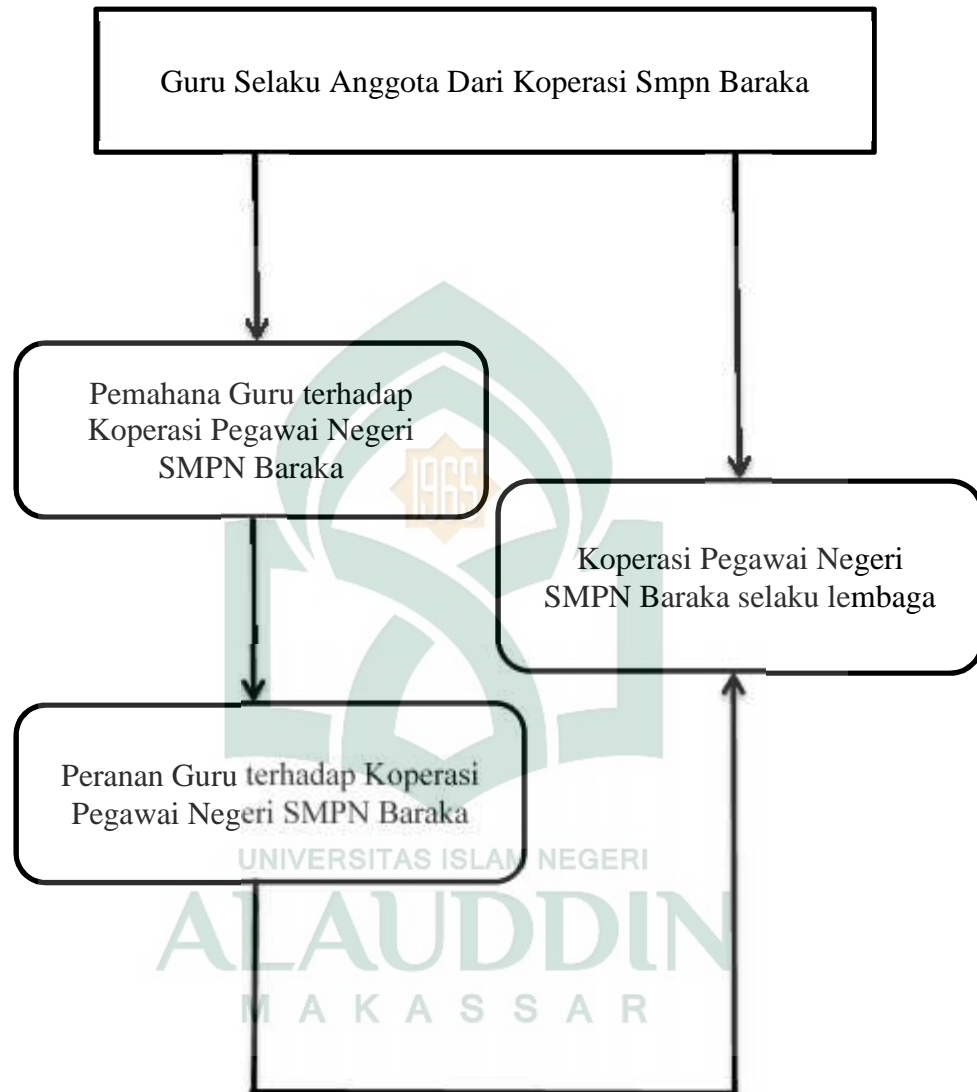 Guru Selaku Anggota Dari Koperasi Smpn Baraka
Pemahana Guru terhadap
Koperasi Pegawai Negeri
SMPN Baraka
Koperasi Pegawai Negeri
SMPN Baraka selaku lembaga
Peranan Guru terhadap Koperasi
Pegawai Negeri SMPN Baraka
1965
UNIVERSITAS ISLAM NEGERI
ALAUDDIN
MAKASSAR